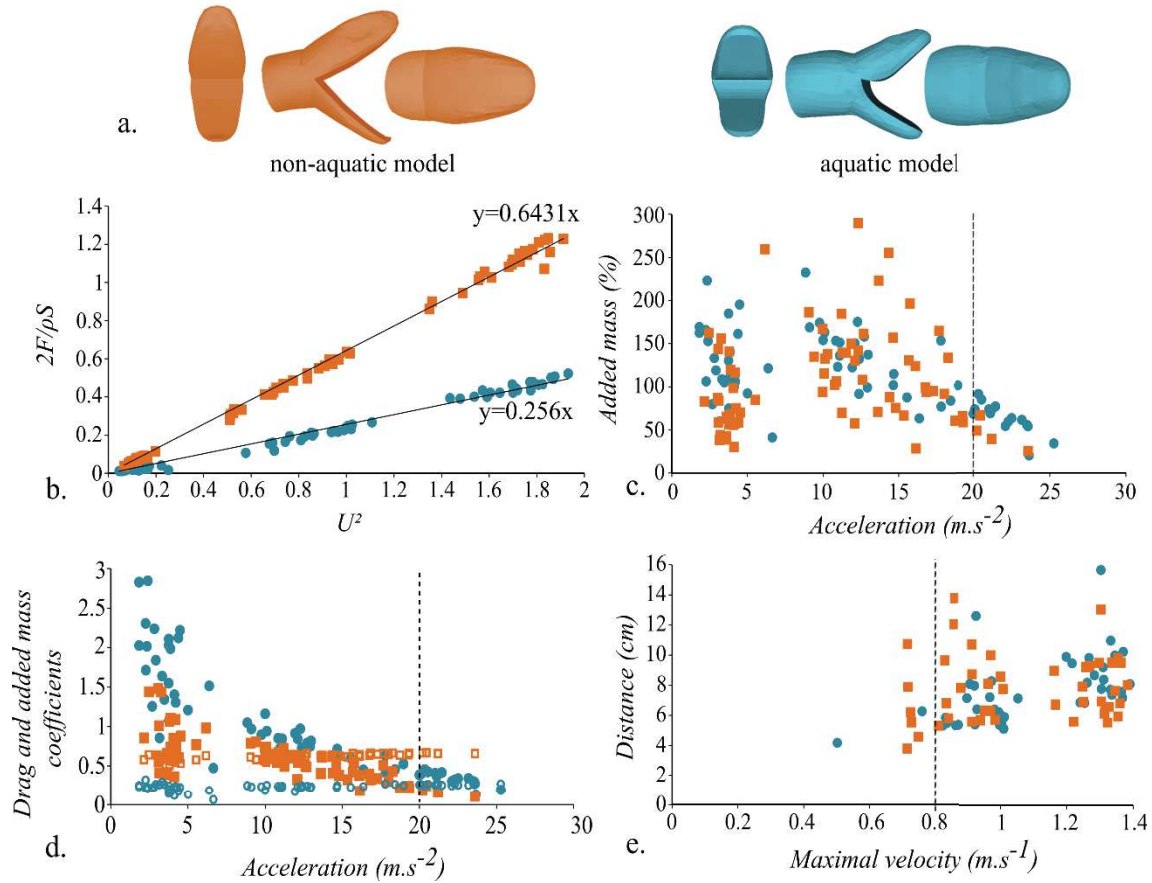 a.
non-aquatic model
aquatic model
b.
2F/ρS
1.4
1.2
1
0.8
0.6
0.4
0.2
0
y=0.6431x
y=0.256x
0 0.2 0.4 0.6 0.8 1 1.2 1.4 1.6 1.8 2
U²
c.
Added mass (%)
300
250
200
150
100
50
0
0 5 10 15 20 25 30
Acceleration (m.s⁻²)
d.
Drag and added mass
coefficients
3
2.5
2
1.5
1
0.5
0
0 5 10 15 20 25 30
Acceleration (m.s⁻²)
e.
Distance (cm)
16
14
12
10
8
6
4
2
0
0 0.2 0.4 0.6 0.8 1 1.2 1.4
Maximal velocity (m.s⁻¹)